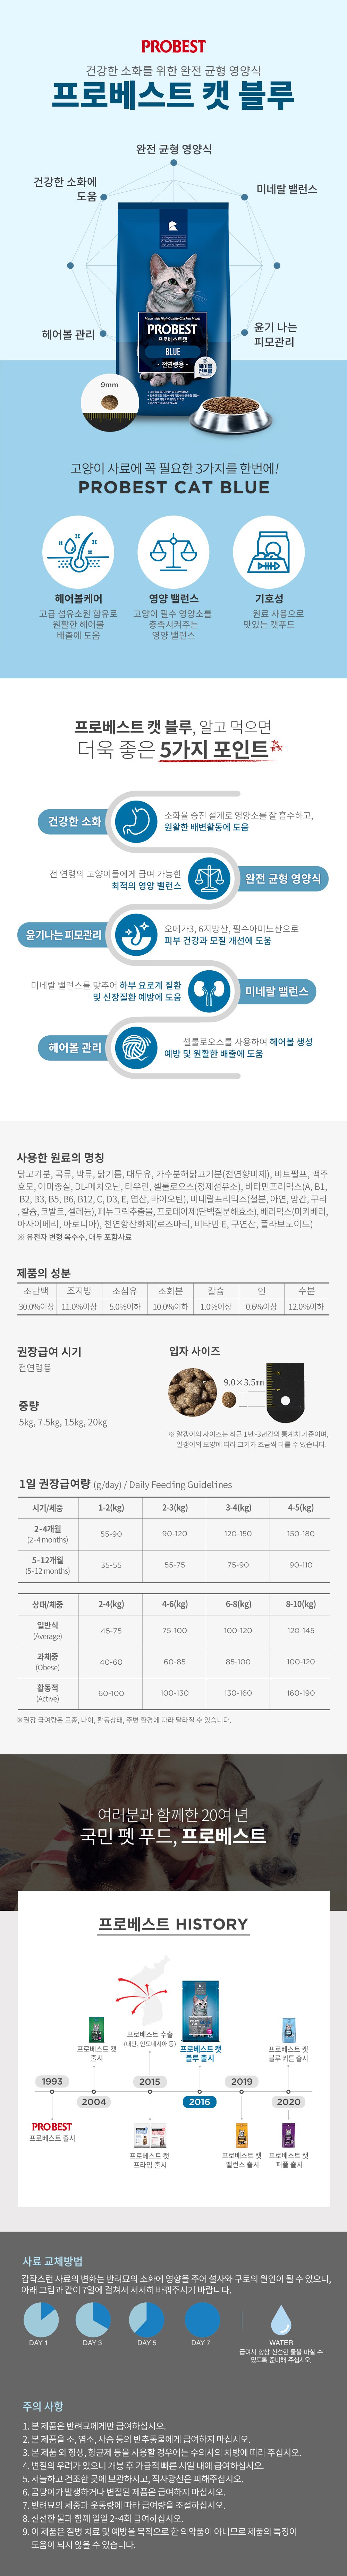 PROBEST
건강한 소화를 위한 완전 균형 영양식
프로베스트 캣 블루
완전 균형 영양식
건강한 소화에
도움
미네랄 밸런스
헤어볼 관리
윤기 나는
피모관리
Made with High Quality Chicken Meat!
PROBEST
프로베스트캣
BLUE
· 전연령용 ·
헤어볼
컨트롤
9mm
고양이 사료에 꼭 필요한 3가지를 한번에!
PROBEST CAT BLUE
헤어볼케어
고급 섬유소원 함유로
원활한 헤어볼
배출에 도움
영양 밸런스
고양이 필수 영양소를
충족시켜주는
영양 밸런스
기호성
원료 사용으로
맛있는 캣푸드
프로베스트 캣 블루, 알고 먹으면
더욱 좋은 5가지 포인트
건강한 소화
소화율 증진 설계로 영양소를 잘 흡수하고,
원활한 배변활동에 도움
전 연령의 고양이들에게 급여 가능한
최적의 영양 밸런스
완전 균형 영양식
윤기나는 피모관리
오메가3, 6지방산, 필수아미노산으로
피부 건강과 모질 개선에 도움
미네랄 밸런스를 맞추어 하부 요로계 질환
및 신장질환 예방에 도움
미네랄 밸런스
헤어볼 관리
셀룰로오스를 사용하여 헤어볼 생성
예방 및 원활한 배출에 도움
사용한 원료의 명칭
닭고기분, 곡류, 박류, 닭기름, 대두유, 가수분해닭고기분(천연향미제), 비트펄프, 맥주
효모, 아마종실, DL-메치오닌, 타우린, 셀룰로오스(정제섬유소), 비타민프리믹스(A, B1,
B2, B3, B5, B6, B12, C, D3, E, 엽산, 바이오틴), 미네랄프리믹스(철분, 아연, 망간, 구리
, 칼슘, 코발트, 셀레늄), 페뉴그릭추출물, 프로테아제(단백질분해효소), 베리믹스(마키베리,
아사이베리, 아로니아), 천연항산화제(로즈마리, 비타민 E, 구연산, 플라보노이드)
※ 유전자 변형 옥수수, 대두 포함사료
제품의 성분
조단백 조지방 조섬유 조회분 칼슘 인 수분
30.0%이상 11.0%이상 5.0%이하 10.0%이하 1.0%이상 0.6%이상 12.0%이하
권장급여 시기
전연령용
중량
5kg, 7.5kg, 15kg, 20kg
입자 사이즈
9.0×3.5mm
※ 알갱이의 사이즈는 최근 1년~3년간의 통계치 기준이며,
알갱이의 모양에 따라 크기가 조금씩 다를 수 있습니다.
1일 권장급여량 (g/day) / Daily Feeding Guidelines
시기/체중 1-2(kg) 2-3(kg) 3-4(kg) 4-5(kg)
2-4개월
(2-4 months)
55-90 90-120 120-150 150-180
5-12개월
(5-12 months)
35-55 55-75 75-90 90-110
상태/체중 2-4(kg) 4-6(kg) 6-8(kg) 8-10(kg)
일반식
(Average)
45-75 75-100 100-120 120-145
과체중
(Obese)
40-60 60-85 85-100 100-120
활동적
(Active)
60-100 100-130 130-160 160-190
※권장 급여량은 묘종, 나이, 활동상태, 주변 환경에 따라 달라질 수 있습니다.
여러분과 함께한 20여 년
국민 펫 푸드, 프로베스트
프로베스트 HISTORY
프로베스트 캣
출시
프로베스트 수출
(대만, 인도네시아 등)
프로베스트 캣
블루 출시
프로베스트 캣
블루 키튼 출시
1993
2004
2015
2016
2019
2020
PROBEST
프로베스트 출시
프로베스트 캣
프라임 출시
프로베스트 캣
밸런스 출시
프로베스트 캣
퍼플 출시
사료 교체방법
갑작스런 사료의 변화는 반려묘의 소화에 영향을 주어 설사와 구토의 원인이 될 수 있으니,
아래 그림과 같이 7일에 걸쳐서 서서히 바꿔주시기 바랍니다.
DAY 1
DAY 3
DAY 5
DAY 7
WATER
급여시 항상 신선한 물을 마실 수
있도록 준비해 주십시오.
주의 사항
1. 본 제품은 반려묘에게만 급여하십시오.
2. 본 제품을 소, 염소, 사슴 등의 반추동물에게 급여하지 마십시오.
3. 본 제품 외 항생, 항균제 등을 사용할 경우에는 수의사의 처방에 따라 주십시오.
4. 변질의 우려가 있으니 개봉 후 가급적 빠른 시일 내에 급여하십시오.
5. 서늘하고 건조한 곳에 보관하시고, 직사광선은 피해주십시오.
6. 곰팡이가 발생하거나 변질된 제품은 급여하지 마십시오.
7. 반려묘의 체중과 운동량에 따라 급여량을 조절하십시오.
8. 신선한 물과 함께 일일 2~4회 급여하십시오.
9. 이 제품은 질병 치료 및 예방을 목적으로 한 의약품이 아니므로 제품의 특징이
도움이 되지 않을 수 있습니다.